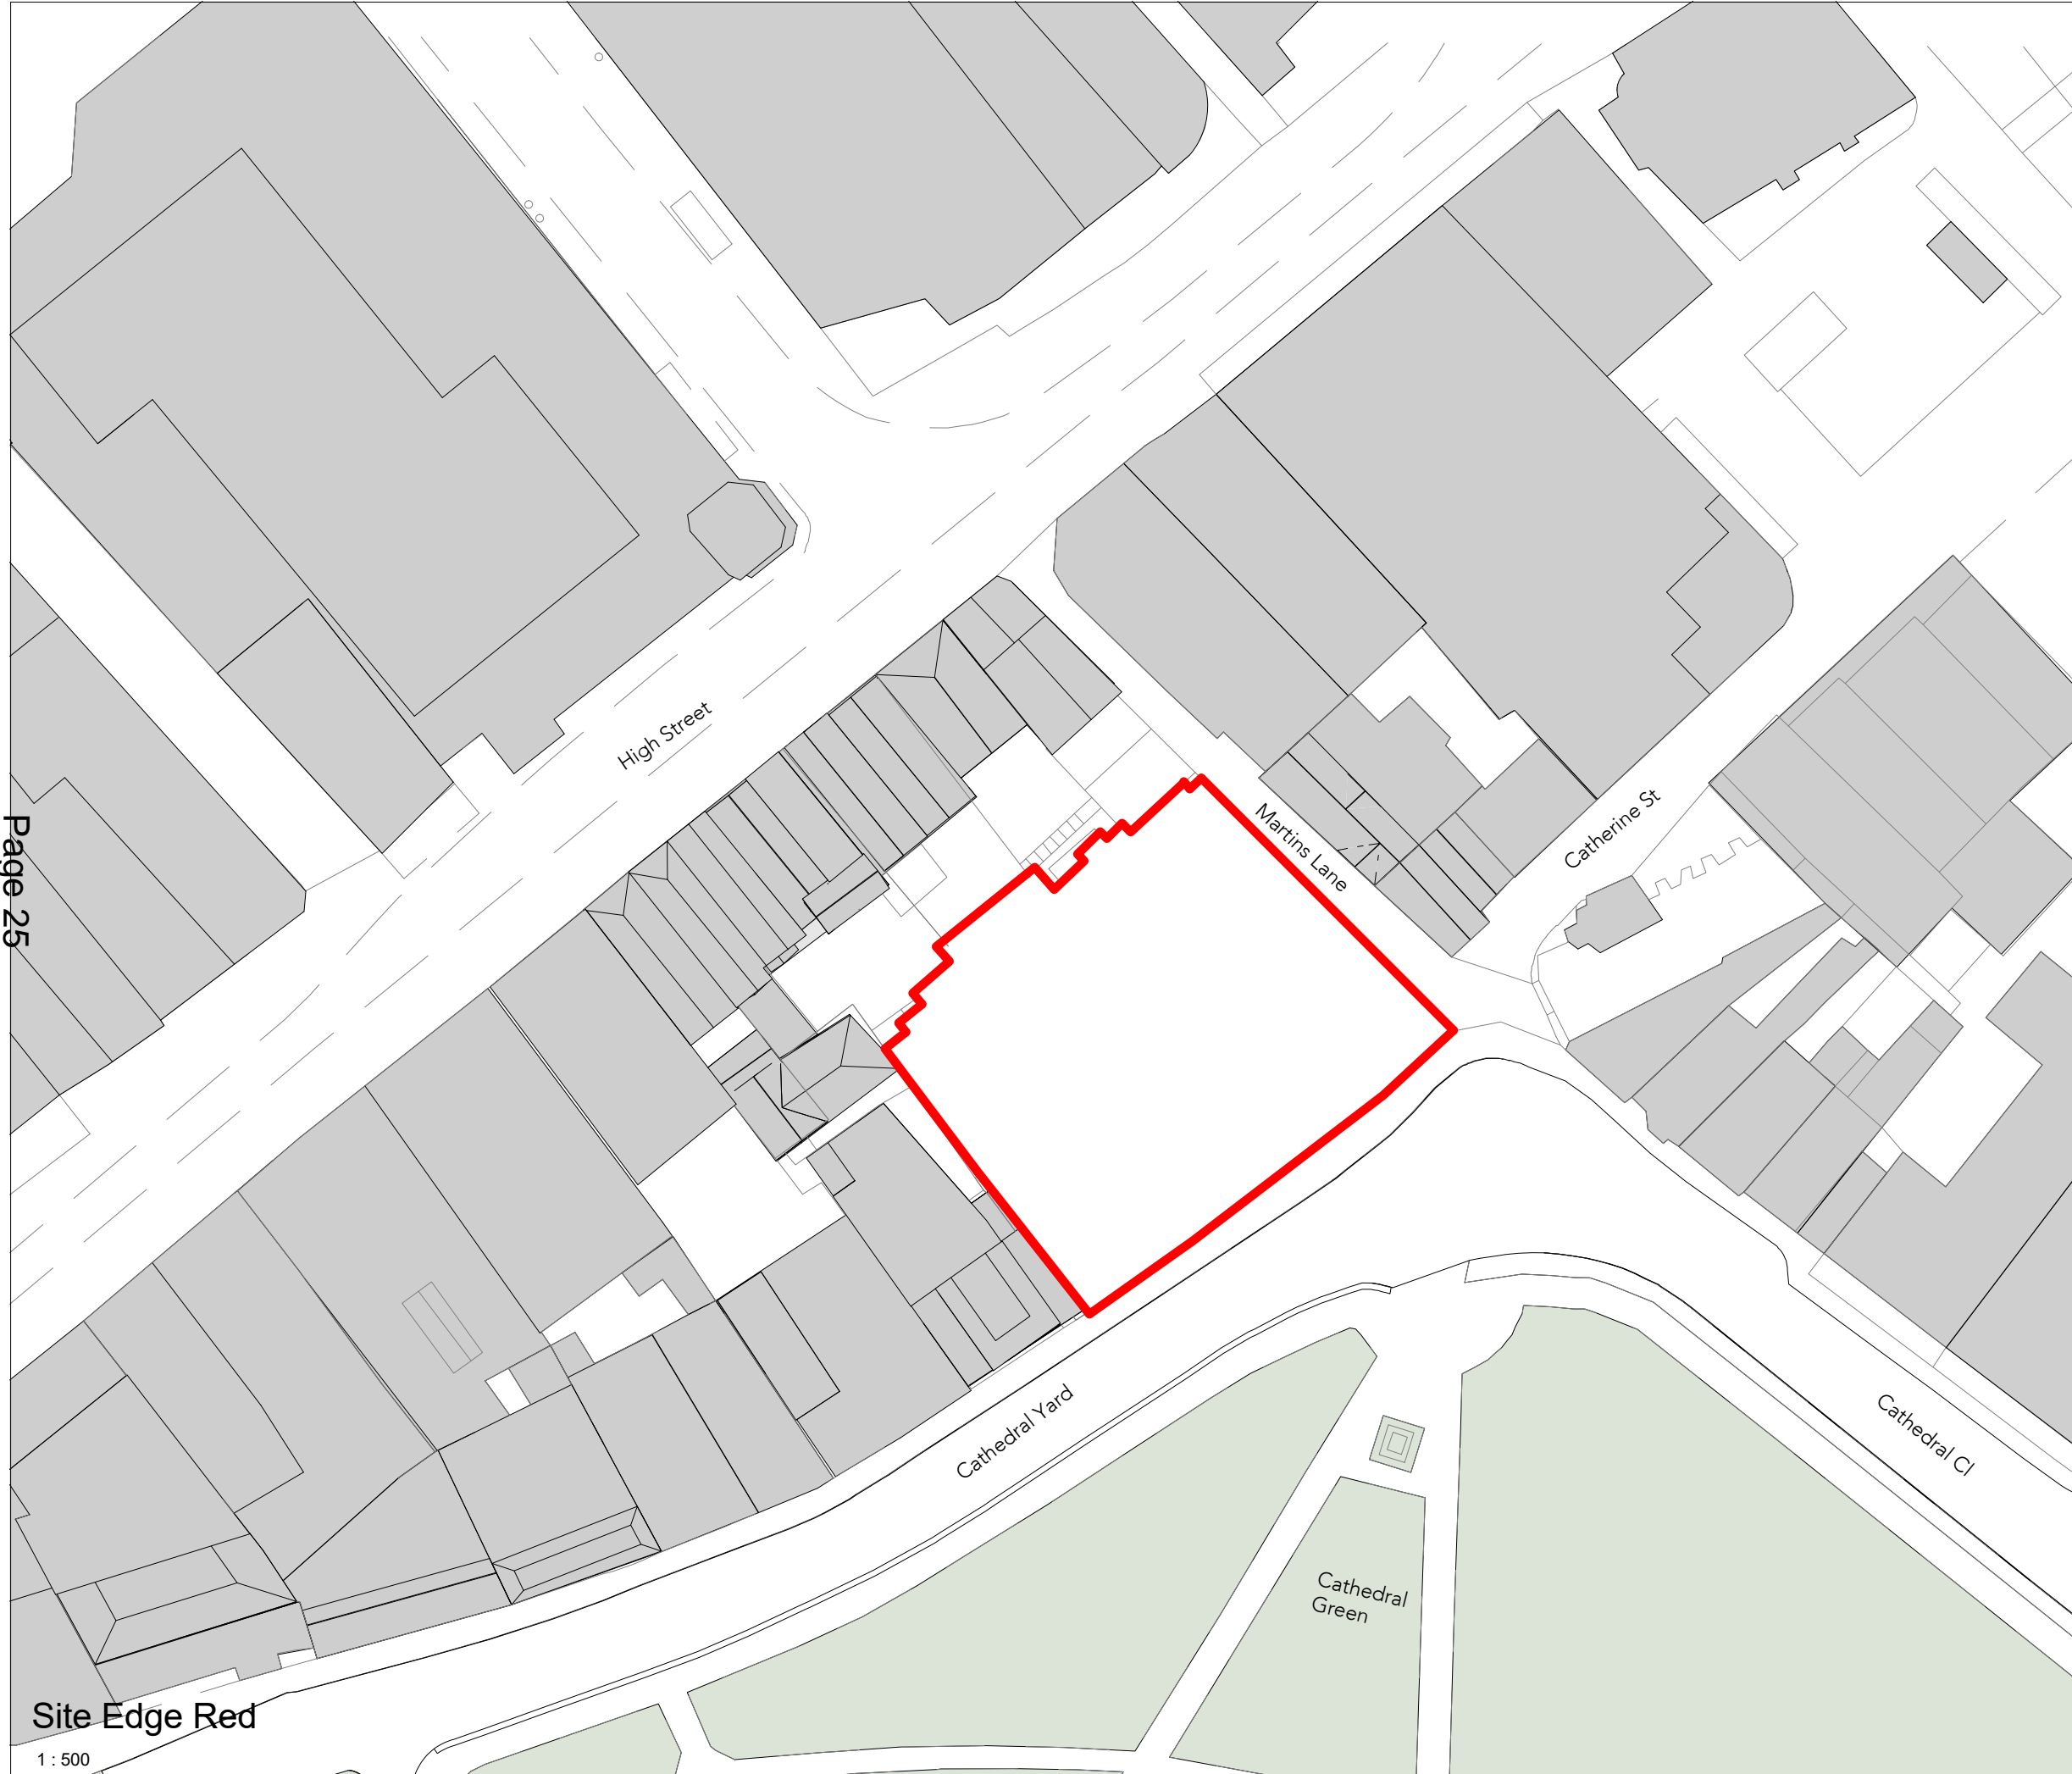 High Street
Martins Lane
Catherine St
Page 25
Cathedral Yard
Cathedral Cl
Cathedral
Green
Site Edge Red
1 : 500